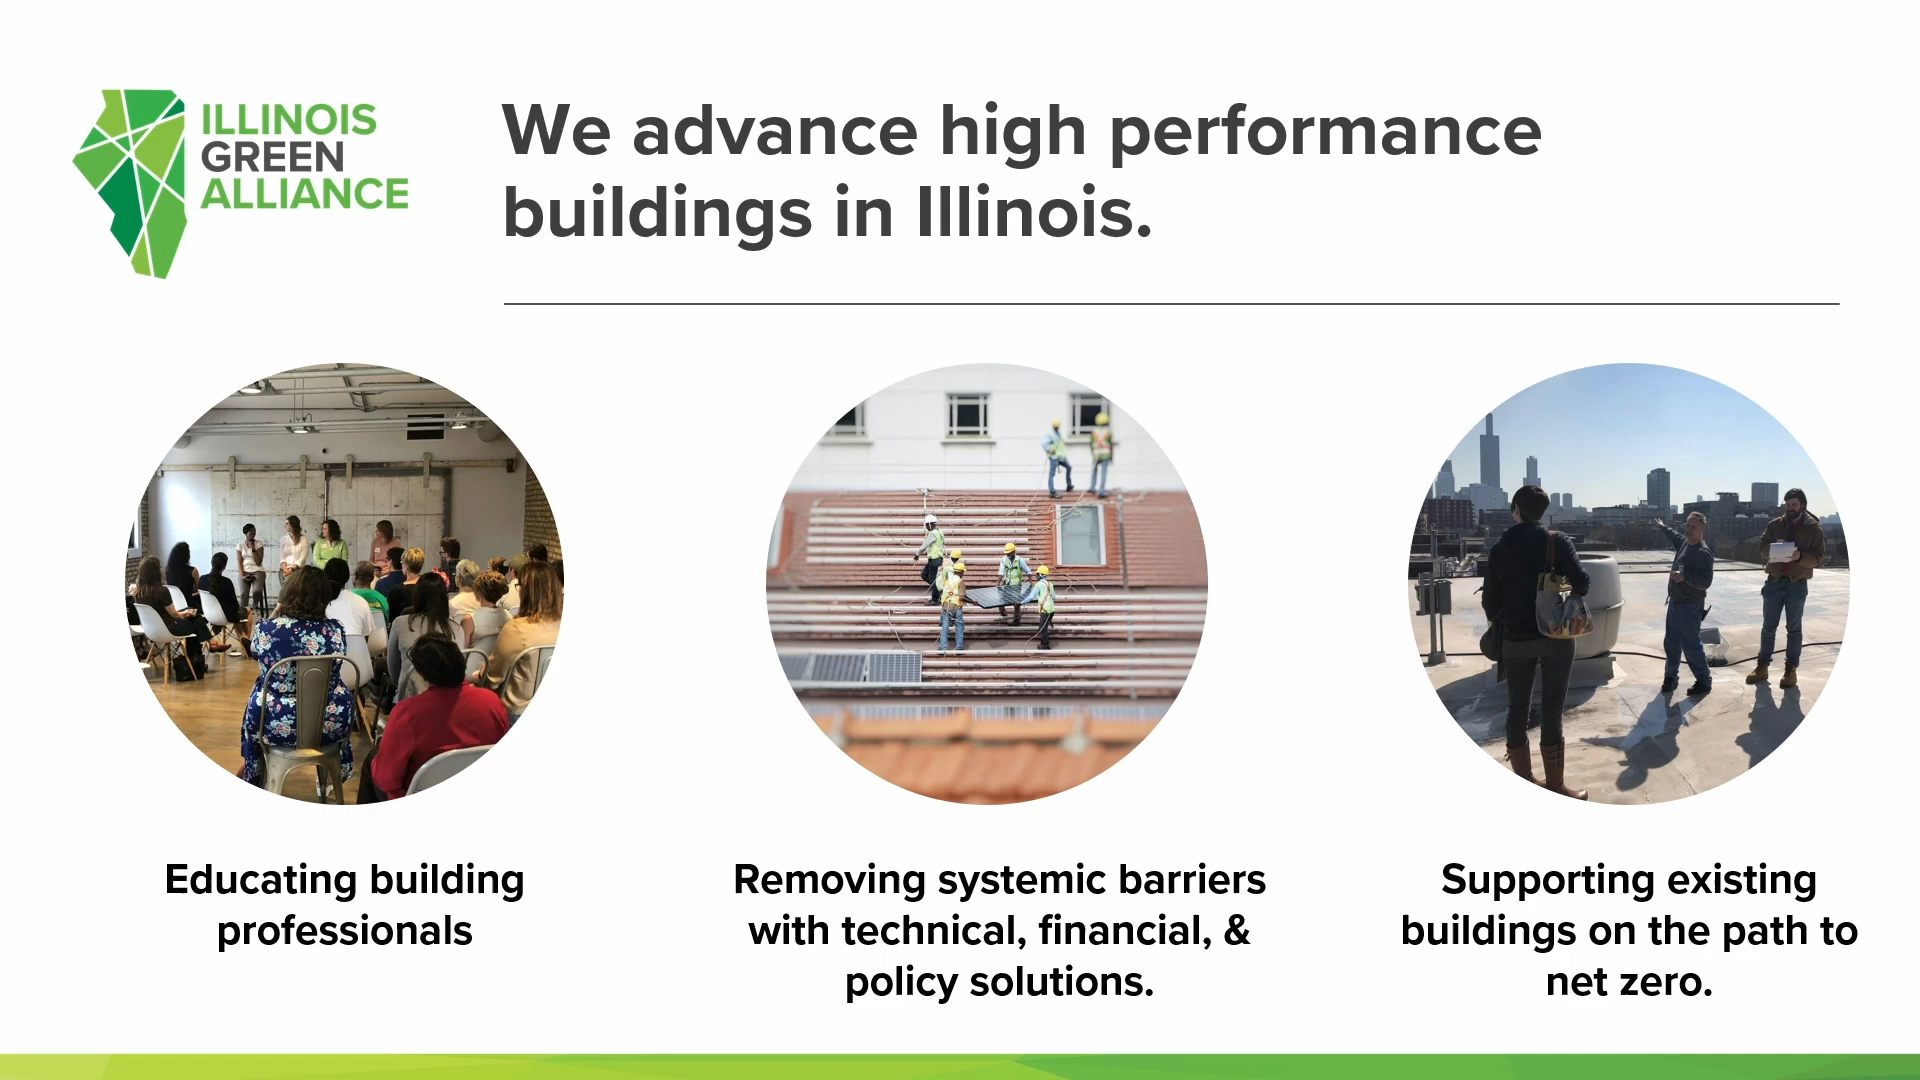 ILLINOIS
GREEN
ALLIANCE
We advance high performance
buildings in Illinois.
Educating building
professionals
Removing systemic barriers
with technical, financial, &
policy solutions.
Supporting existing
buildings on the path to
net zero.